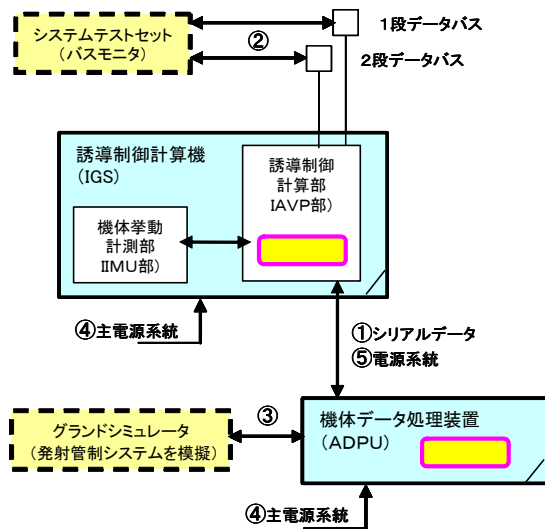 システムテストセット
(バスモニタ)
②
1段データバス
2段データバス
誘導制御計算機
(IGS)
誘導制御
計算部
IAVP部)
機体挙動
計測部
IIMU部)
④主電源系統
①シリアルデータ
⑤電源系統
グランドシミュレータ
(発射管制システムを模擬)
③
機体データ処理装置
(ADPU)
④主電源系統